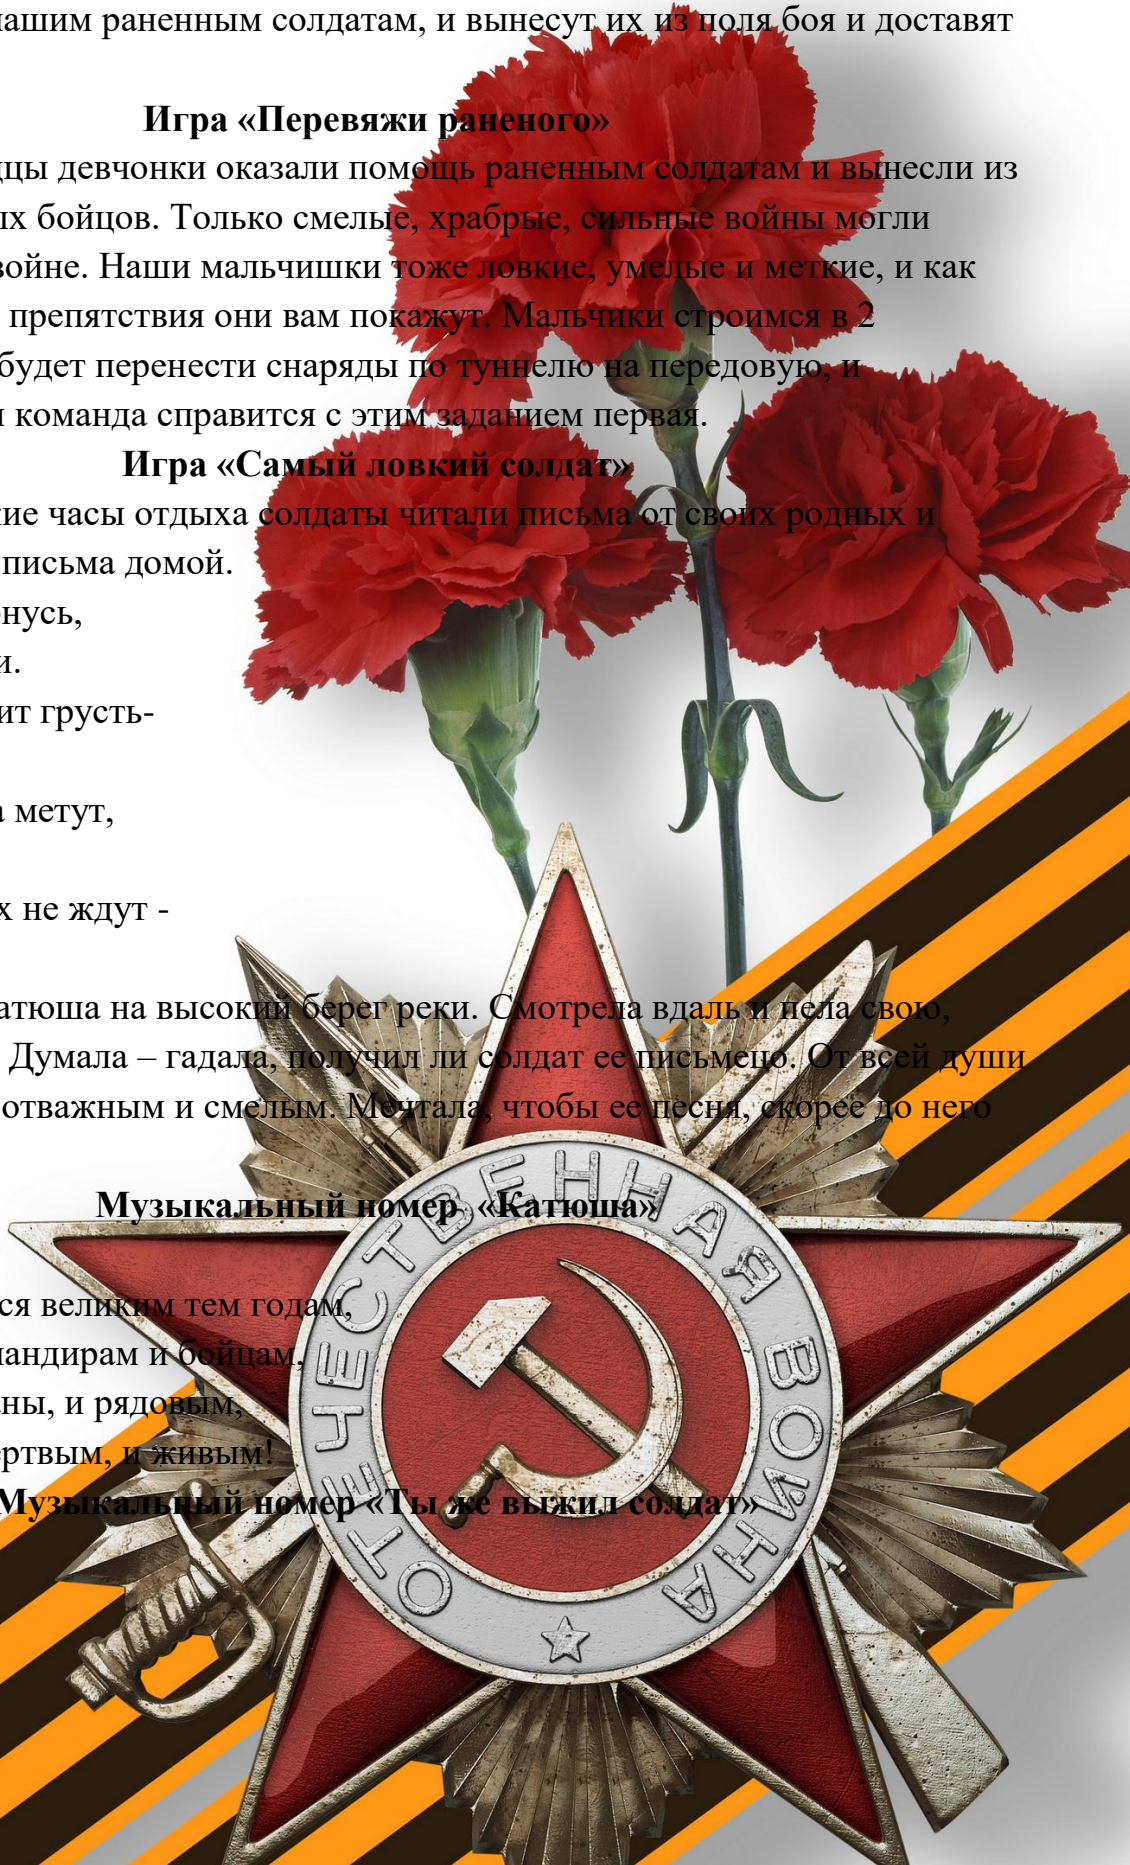 ашим раненным солдатам, и вынесут их из поля боя и доставят
Игра «Перевяжи раненого»
цы девчонки оказали помощь раненным солдатам и вынесли из
ых бойцов. Только смелые, храбрые, сильные войны могли
войне. Наши мальчишки тоже ловкие, умелые и меткие, и как
препятствия они вам покажут. Мальчики строимся в 2
будет перенести снаряды по туннелю на передовую, и
команда справится с этим заданием первая.
Игра «Самый ловкий солдат»
кие часы отдыха солдаты читали письма от своих родных и
письма домой.
нусь,
и.
ит грусть-
а метут,
х не ждут -
атюша на высокий берег реки. Смотрела вдаль и пела свою,
Думала – гадала, получил ли солдат ее письмецо. От всей души
отважным и смелым. Мечтала, чтобы ее песня, скорее до него
Музыкальный номер «Катюша»
ся великим тем годам,
андирам и бойцам,
ны, и рядовым,
ертвым, и живым!
Музыкальный номер «Ты же выжил солдат»
ОТЕЧЕСТВЕННАЯ ВОЙНА